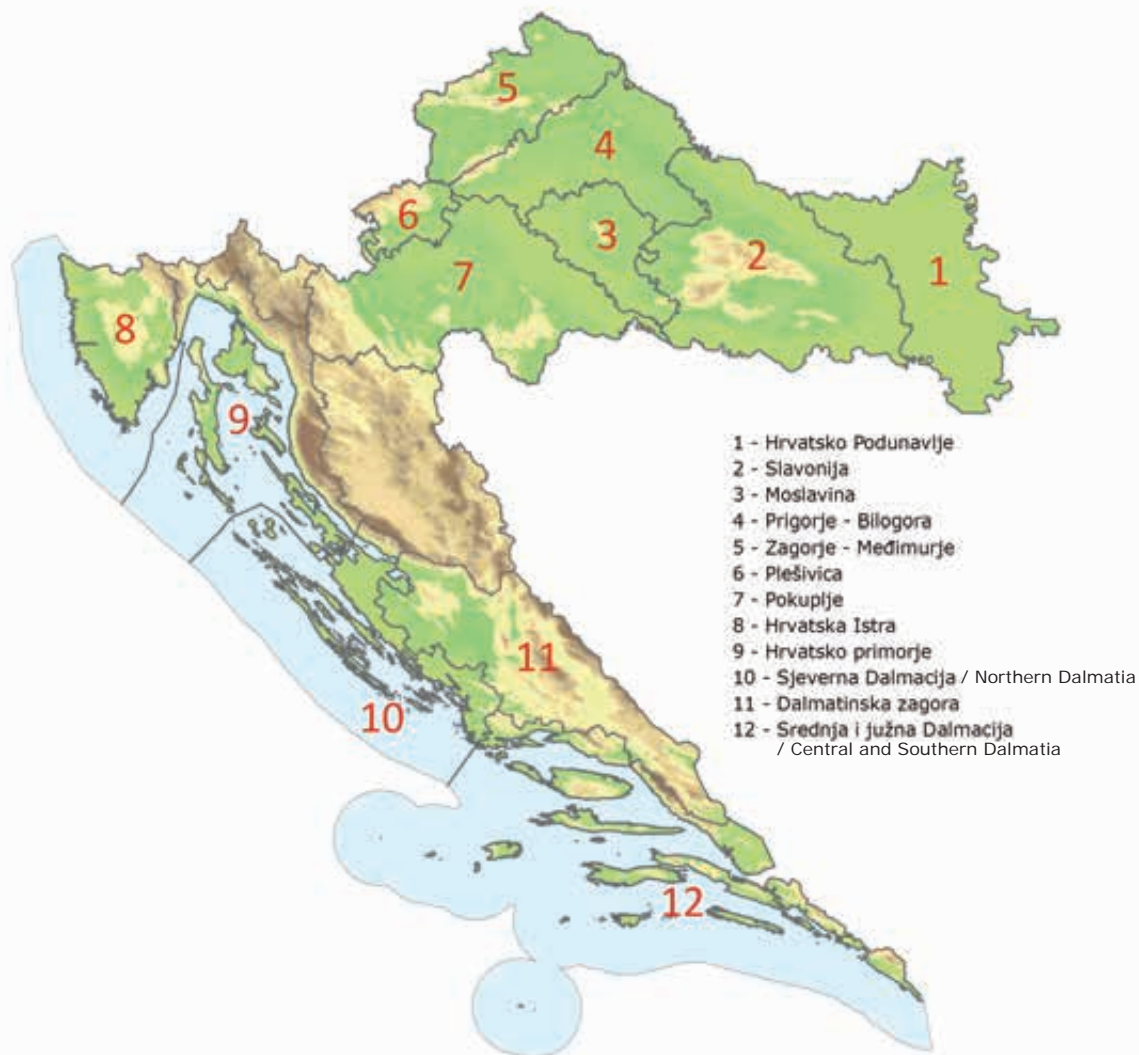 5
4
6
3
2
7
1
8
9
1 - Hrvatsko Podunavlje
2 - Slavonija
3 - Moslavina
4 - Prigorje - Bilogora
5 - Zagorje - Međimurje
6 - Plešivica
7 - Pokuplje
8 - Hrvatska Istra
9 - Hrvatsko primorje
10 - Sjeverna Dalmacija / Northern Dalmatia
11 - Dalmatinska zagora
12 - Srednja i južna Dalmacija
/ Central and Southern Dalmatia
11
10
12